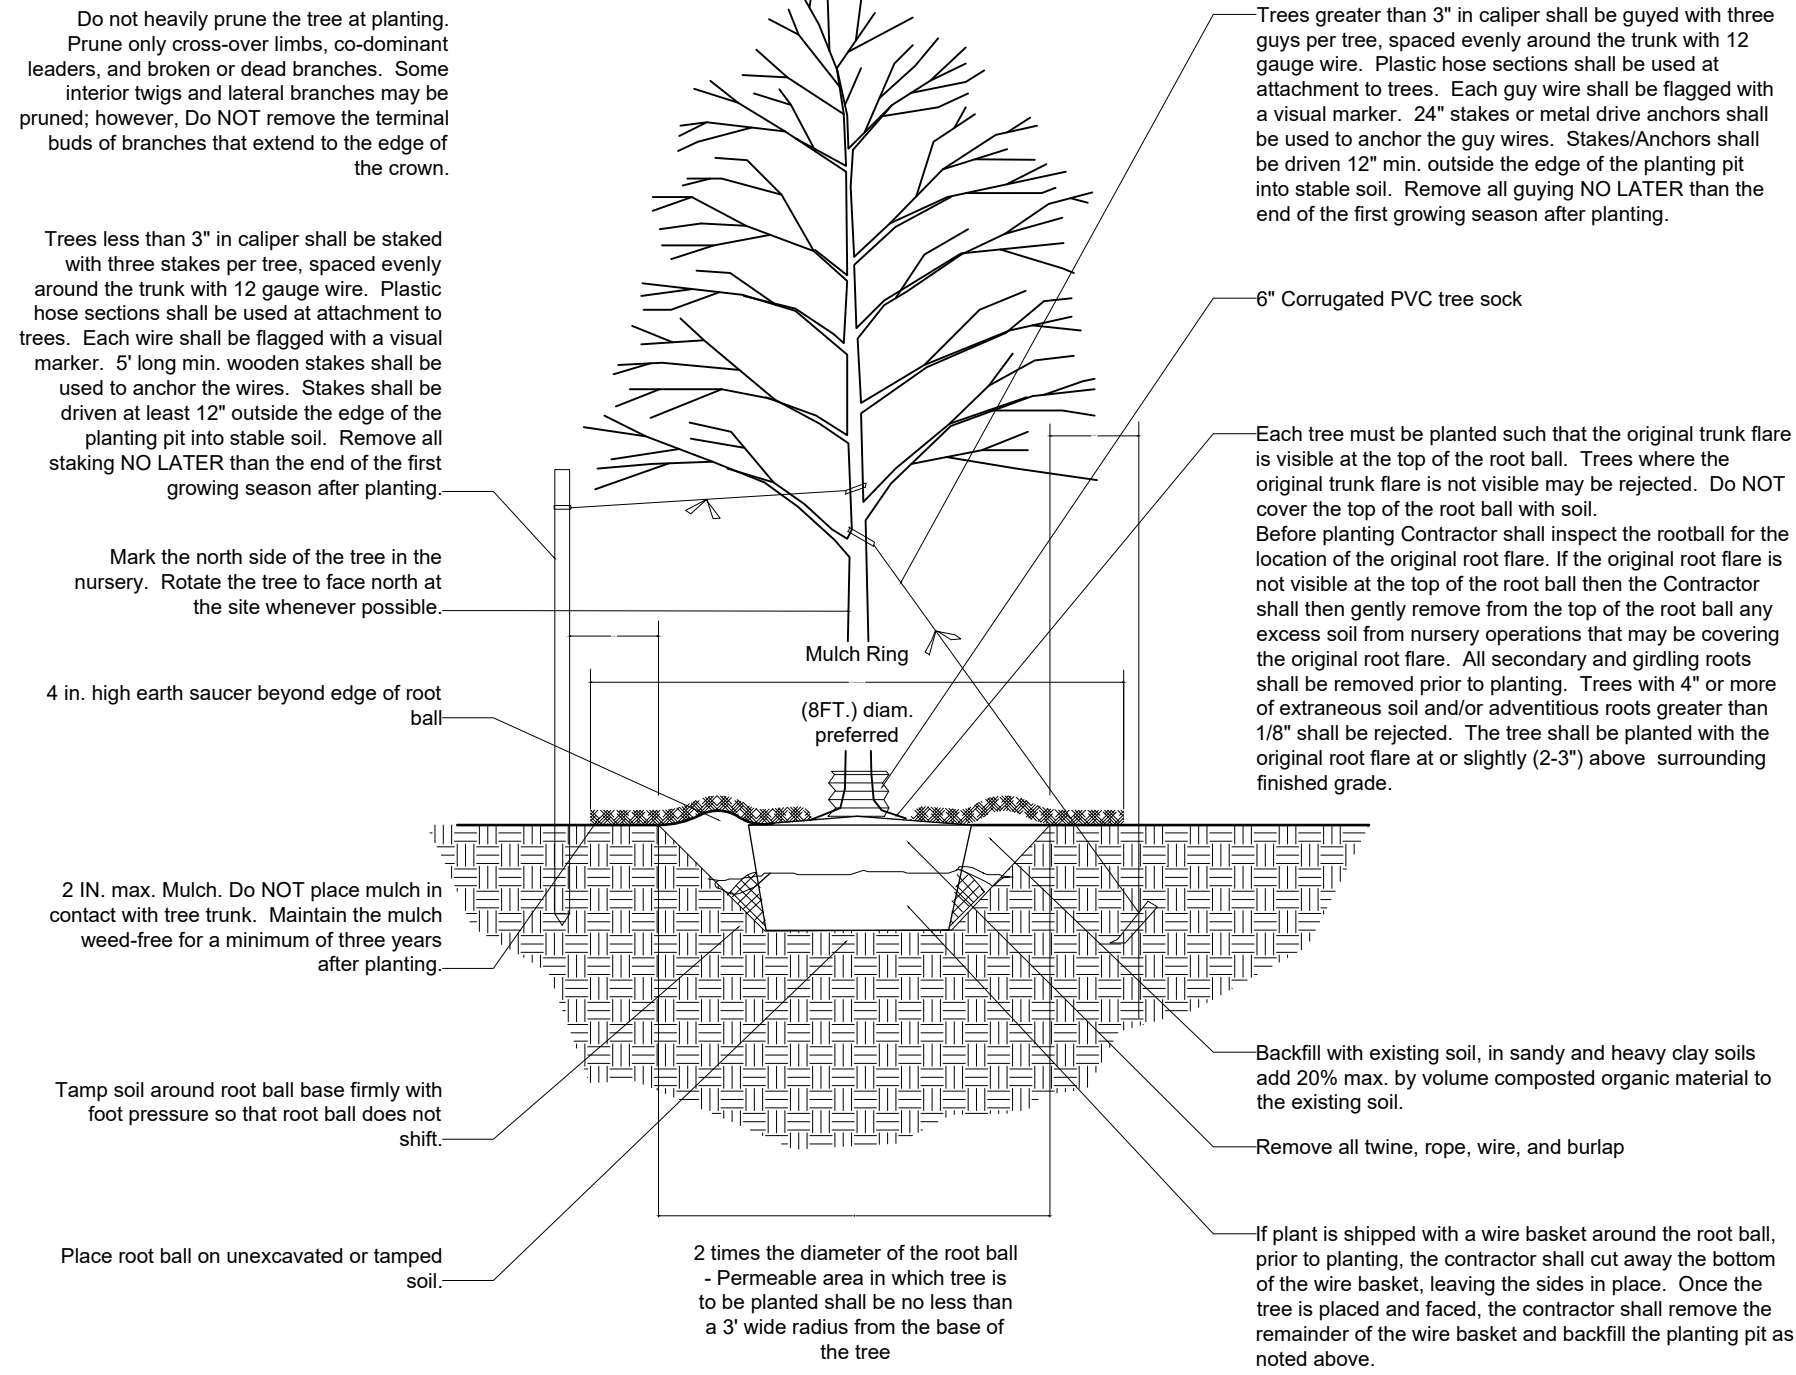 Do not heavily prune the tree at planting.
Prune only cross-over limbs, co-dominant
leaders, and broken or dead branches.  Some
interior twigs and lateral branches may be
pruned; however, Do NOT remove the terminal
buds of branches that extend to the edge of
the crown.
Trees less than 3" in caliper shall be staked
with three stakes per tree, spaced evenly
around the trunk with 12 gauge wire.  Plastic
hose sections shall be used at attachment to
trees.  Each wire shall be flagged with a visual
marker.  5' long min. wooden stakes shall be
used to anchor the wires.  Stakes shall be
driven at least 12" outside the edge of the
planting pit into stable soil.  Remove all
staking NO LATER than the end of the first
growing season after planting.
Mark the north side of the tree in the
nursery.  Rotate the tree to face north at
the site whenever possible.
4 in. high earth saucer beyond edge of root
ball
2 IN. max. Mulch. Do NOT place mulch in
contact with tree trunk.  Maintain the mulch
weed-free for a minimum of three years
after planting.
Tamp soil around root ball base firmly with
foot pressure so that root ball does not
shift.
Place root ball on unexcavated or tamped
soil.
Mulch Ring
(8FT.) diam.
preferred
2 times the diameter of the root ball
- Permeable area in which tree is
to be planted shall be no less than
a 3' wide radius from the base of
the tree
Trees greater than 3" in caliper shall be guyed with three
guys per tree, spaced evenly around the trunk with 12
gauge wire.  Plastic hose sections shall be used at
attachment to trees.  Each guy wire shall be flagged with
a visual marker.  24" stakes or metal drive anchors shall
be used to anchor the guy wires.  Stakes/Anchors shall
be driven 12" min. outside the edge of the planting pit
into stable soil.  Remove all guying NO LATER than the
end of the first growing season after planting.
6" Corrugated PVC tree sock
Each tree must be planted such that the original trunk flare
is visible at the top of the root ball.  Trees where the
original trunk flare is not visible may be rejected.  Do NOT
cover the top of the root ball with soil.
Before planting Contractor shall inspect the rootball for the
location of the original root flare. If the original root flare is
not visible at the top of the root ball then the Contractor
shall then gently remove from the top of the root ball any
excess soil from nursery operations that may be covering
the original root flare.  All secondary and girdling roots
shall be removed prior to planting.  Trees with 4" or more
of extraneous soil and/or adventitious roots greater than
1/8" shall be rejected.  The tree shall be planted with the
original root flare at or slightly (2-3") above  surrounding
finished grade.
Backfill with existing soil, in sandy and heavy clay soils
add 20% max. by volume composted organic material to
the existing soil.
Remove all twine, rope, wire, and burlap
If plant is shipped with a wire basket around the root ball,
prior to planting, the contractor shall cut away the bottom
of the wire basket, leaving the sides in place.  Once the
tree is placed and faced, the contractor shall remove the
remainder of the wire basket and backfill the planting pit as
noted above.